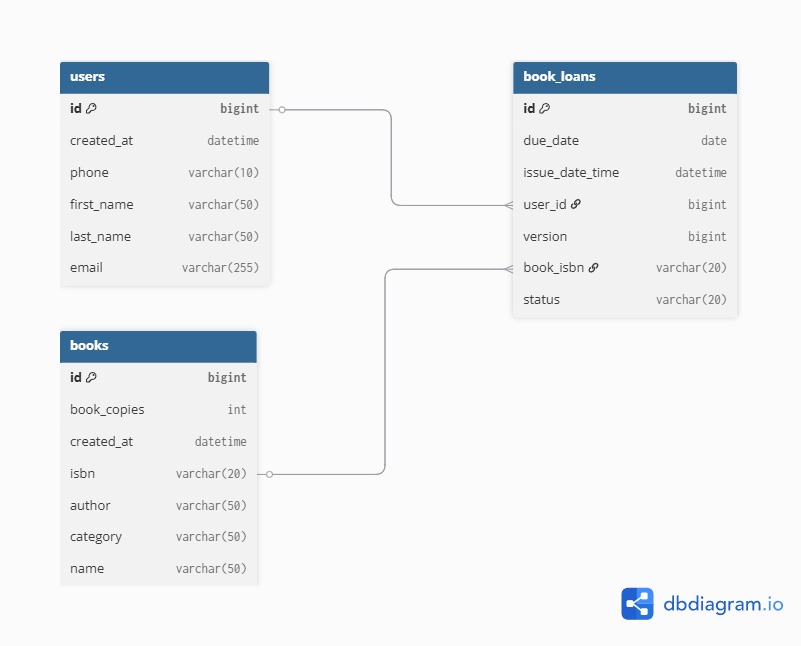 users
id bigint
created_at datetime
phone varchar(10)
first_name varchar(50)
last_name varchar(50)
email varchar(255)
book_loans
id bigint
due_date date
issue_date_time datetime
user_id bigint
version bigint
book_isbn varchar(20)
status varchar(20)
books
id bigint
book_copies int
created_at datetime
isbn varchar(20)
author varchar(50)
category varchar(50)
name varchar(50)
dbdiagram.io